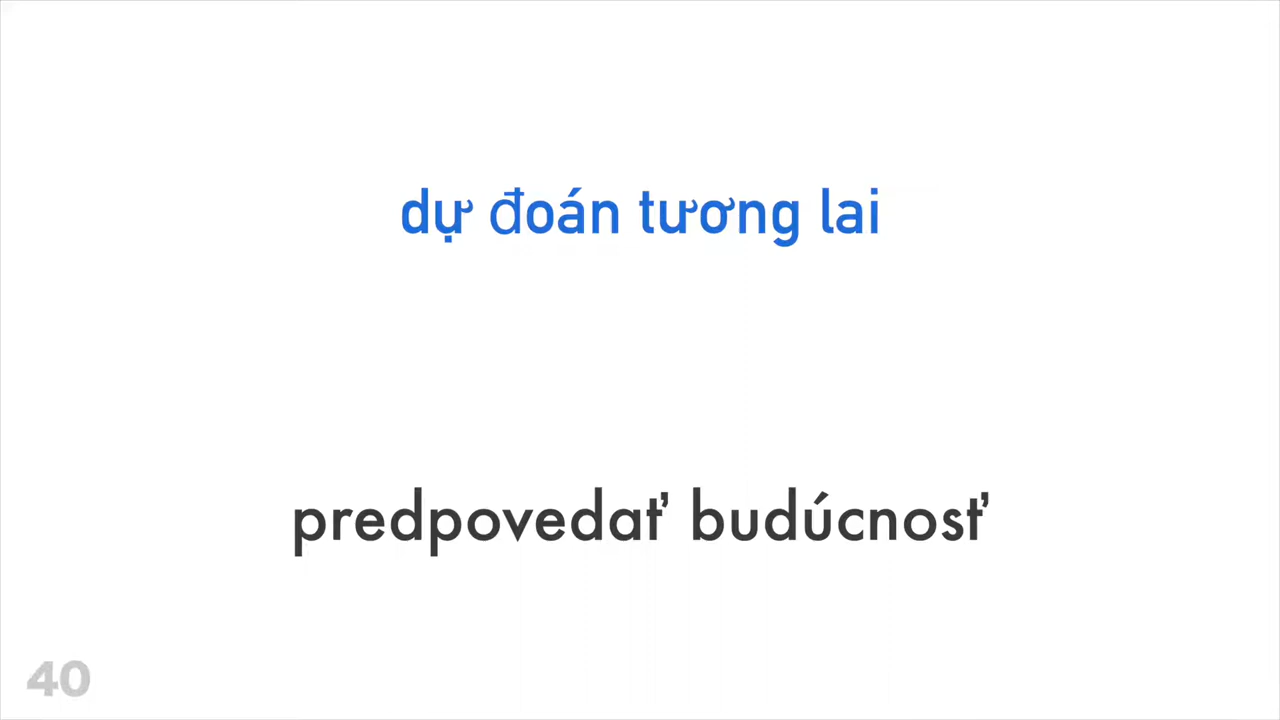 dự đoán tương lai
predpovedať budúcnosť
40